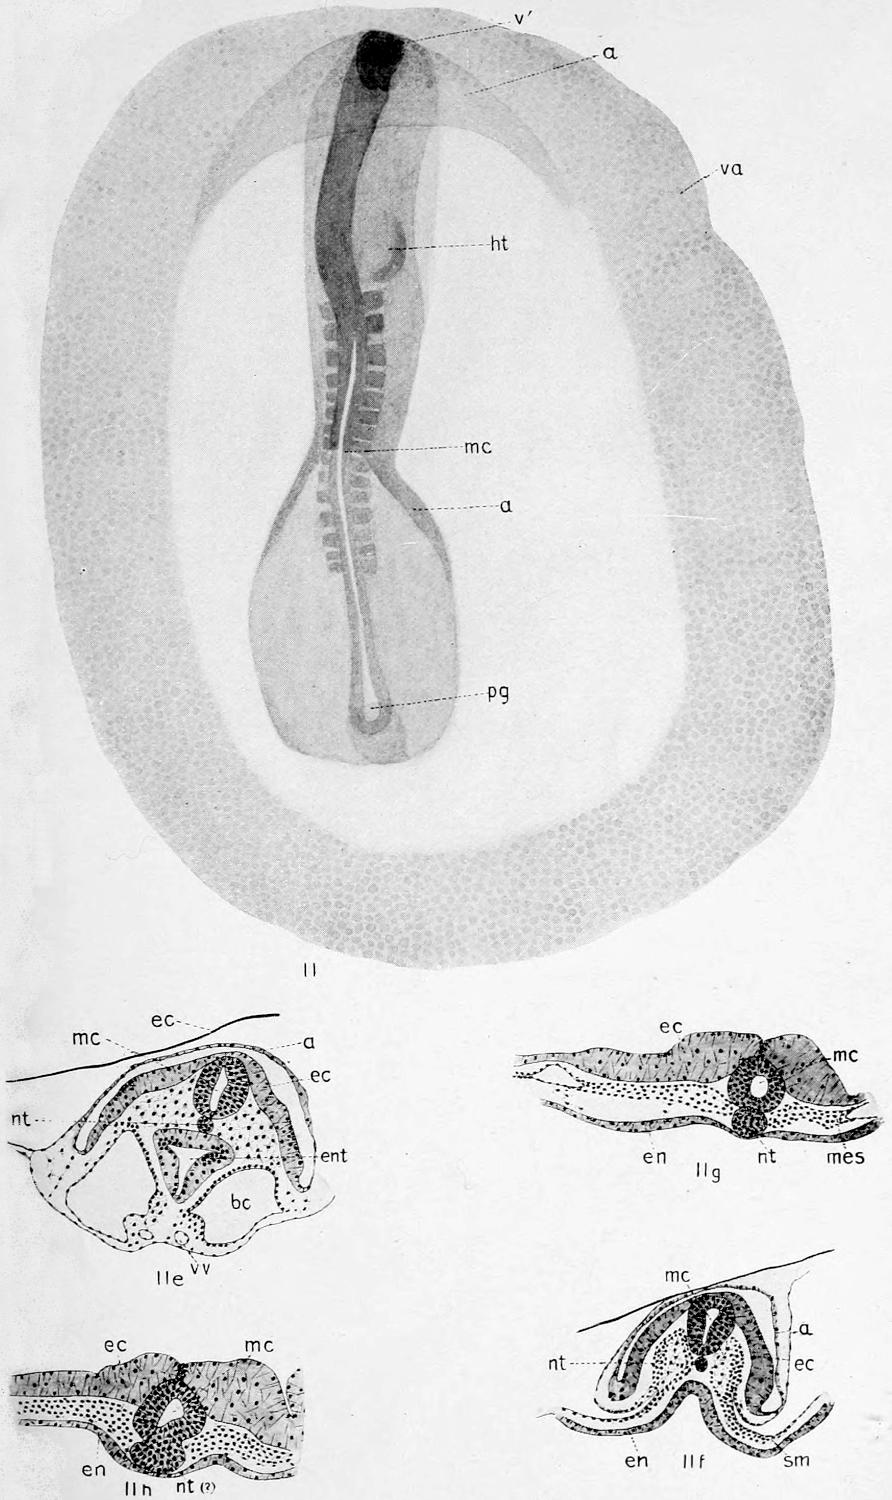 v′
a
va
ht
mc
a
pg
11
ec
mc
a
ec
nt
ent
bc
vv
11e
ec
mc
en
nt
mes
11g
mc
a
nt
ec
en
11f
sm
ec
mc
en
11h
nt (?)